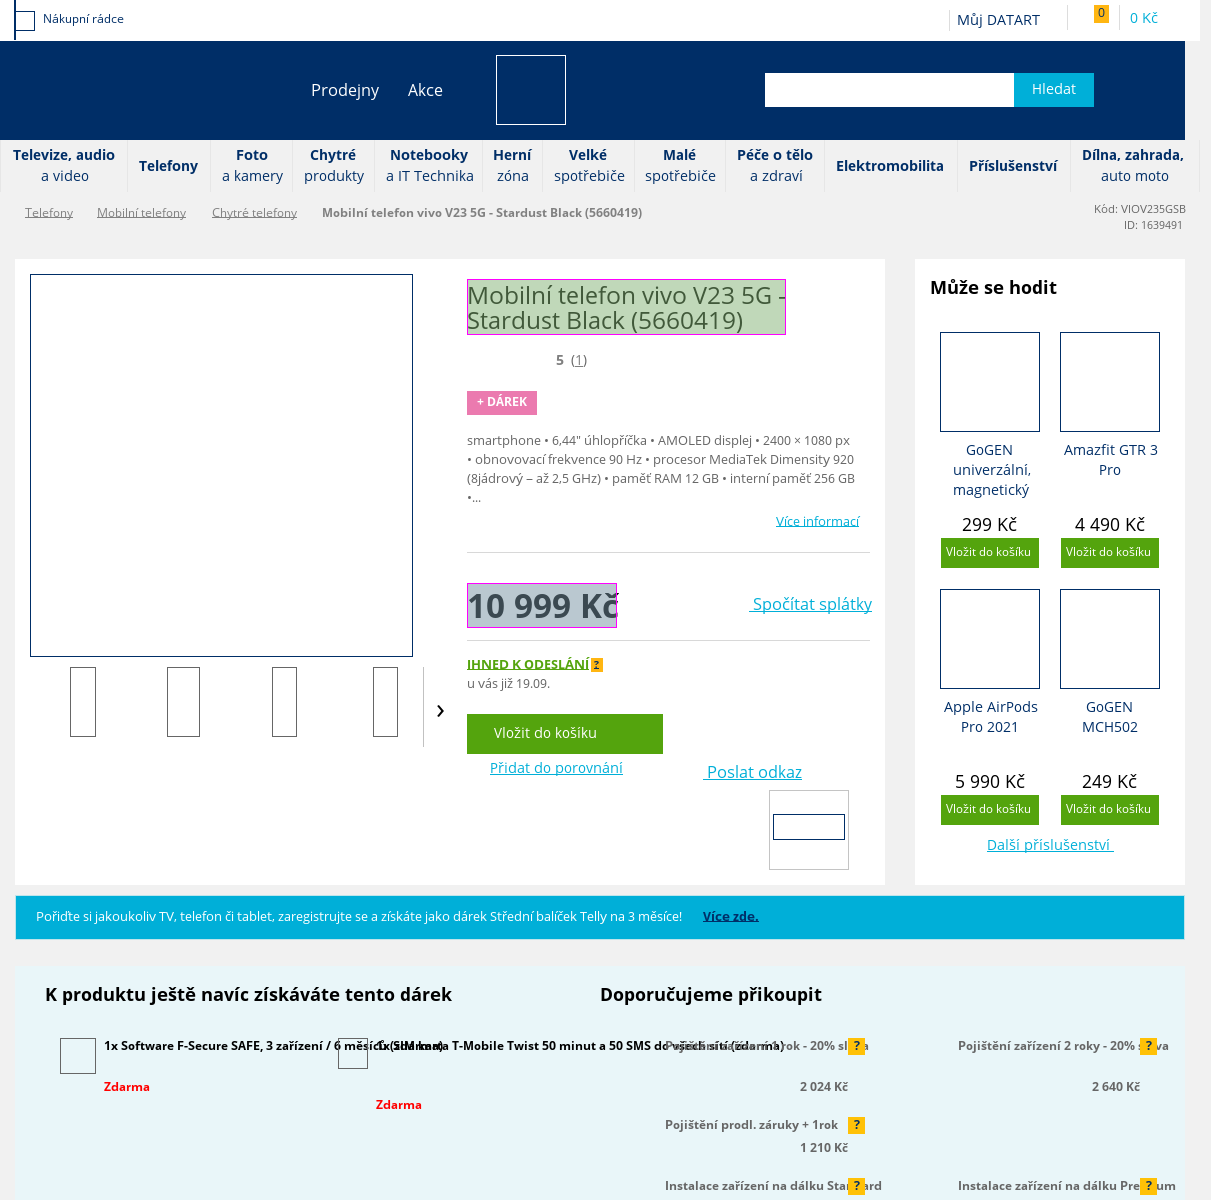 Nákupní rádce
Můj DATART
0
0 Kč
Prodejny
Akce
Hledat
Televize, audio
a video
Telefony
Foto
a kamery
Chytré
produkty
Notebooky
a IT Technika
Herní
zóna
Velké
spotřebiče
Malé
spotřebiče
Péče o tělo
a zdraví
Elektromobilita
Příslušenství
Dílna, zahrada,
auto moto
Telefony
Mobilní telefony
Chytré telefony
Mobilní telefon vivo V23 5G - Stardust Black (5660419)
Kód: VIOV235GSB
ID: 1639491
Mobilní telefon vivo V23 5G -
Stardust Black (5660419)
5 (1)
+ DÁREK
smartphone • 6,44" úhlopříčka • AMOLED displej • 2400 × 1080 px
• obnovovací frekvence 90 Hz • procesor MediaTek Dimensity 920
(8jádrový – až 2,5 GHz) • paměť RAM 12 GB • interní paměť 256 GB
•...
Více informací
10 999 Kč
Spočítat splátky
IHNED K ODESLÁNÍ ?
u vás již 19.09.
›
Vložit do košíku
Přidat do porovnání
Poslat odkaz
Může se hodit
GoGEN
univerzální,
magnetický
299 Kč
Vložit do košíku
Amazfit GTR 3
Pro
4 490 Kč
Vložit do košíku
Apple AirPods
Pro 2021
5 990 Kč
Vložit do košíku
GoGEN
MCH502
249 Kč
Vložit do košíku
Další příslušenství
Pořiďte si jakoukoliv TV, telefon či tablet, zaregistrujte se a získáte jako dárek Střední balíček Telly na 3 měsíce!
Více zde.
K produktu ještě navíc získáváte tento dárek
1x Software F-Secure SAFE, 3 zařízení / 6 měsíců (zdarma)
Zdarma
1x SIM karta T-Mobile Twist 50 minut a 50 SMS do všech sítí (zdarma)
Zdarma
Doporučujeme přikoupit
Pojištění zařízení 1 rok - 20% sleva
?
2 024 Kč
Pojištění zařízení 2 roky - 20% sleva
?
2 640 Kč
Pojištění prodl. záruky + 1rok
?
1 210 Kč
Instalace zařízení na dálku Standard
?
Instalace zařízení na dálku Premium
?